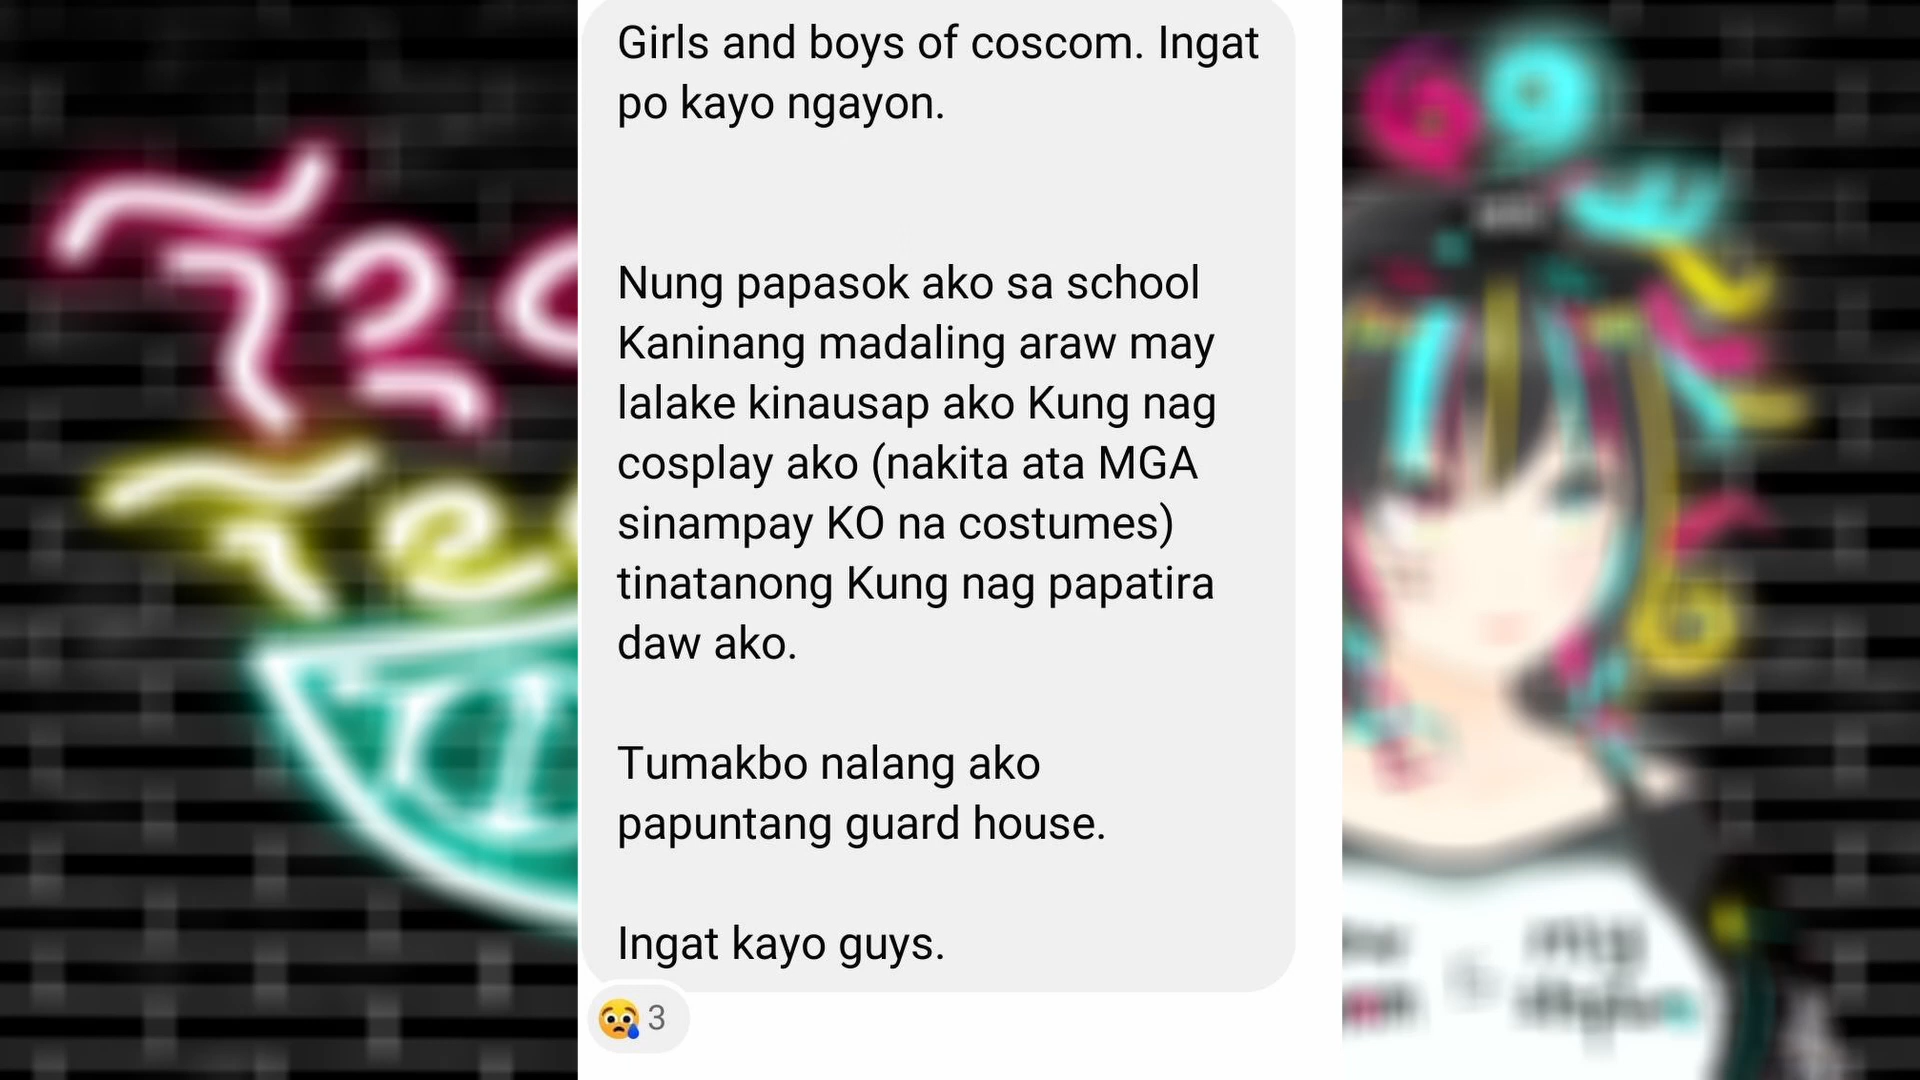 Girls and boys of coscom. Ingat
po kayo ngayon.
Nung papasok ako sa school
Kaninang madaling araw may
lalake kinausap ako Kung nag
cosplay ako (nakita ata MGA
sinampay KO na costumes)
tinatanong Kung nag papatira
daw ako.
Tumakbo nalang ako
papuntang guard house.
Ingat kayo guys.
3